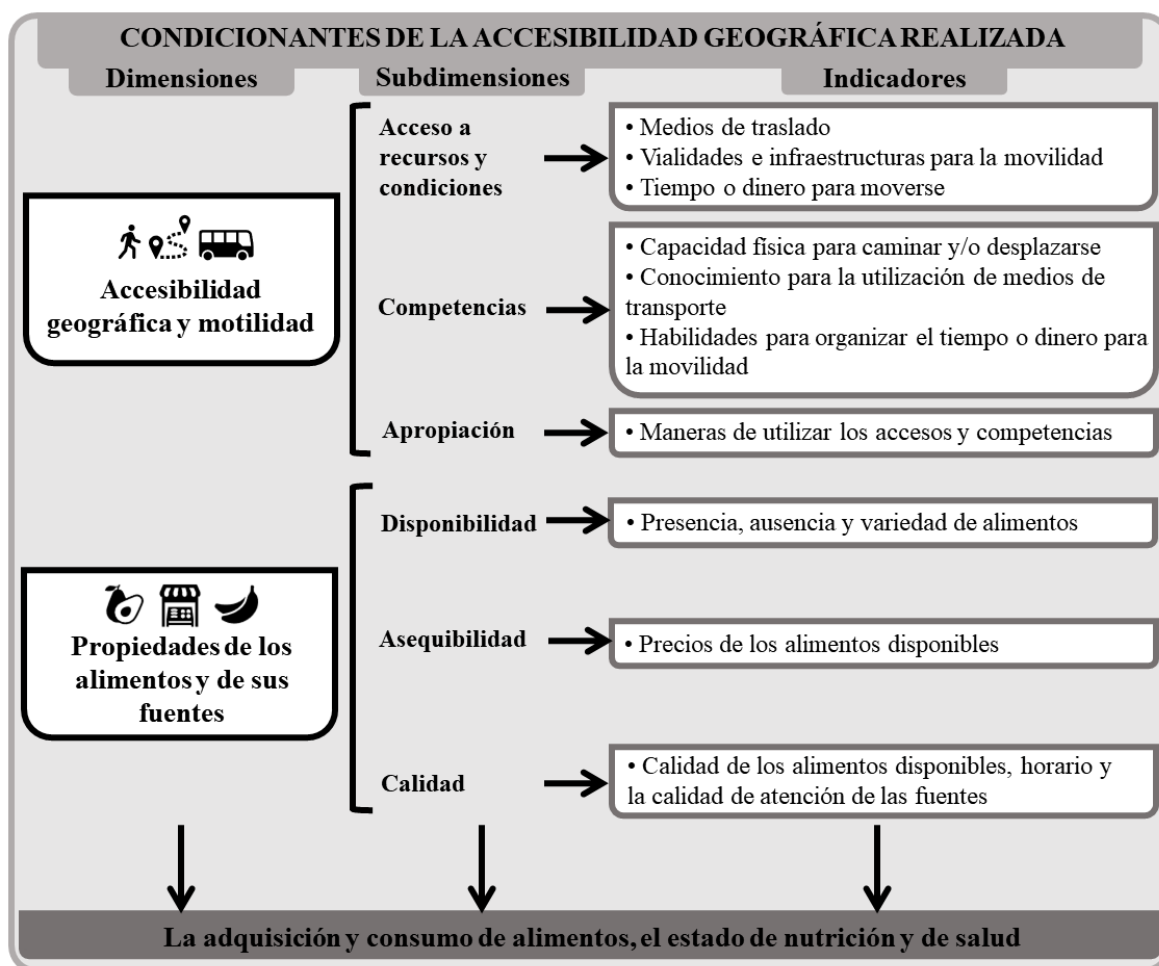 CONDICIONANTES DE LA ACCESIBILIDAD GEOGRÁFICA REALIZADA
Dimensiones
Subdimensiones
Indicadores
Accesibilidad
geográfica y motilidad
Acceso a
recursos y
condiciones
• Medios de traslado
• Vialidades e infraestructuras para la movilidad
• Tiempo o dinero para moverse
Competencias
• Capacidad física para caminar y/o desplazarse
• Conocimiento para la utilización de medios de
transporte
• Habilidades para organizar el tiempo o dinero para
la movilidad
Apropiación
• Maneras de utilizar los accesos y competencias
Propiedades de los
alimentos y de sus
fuentes
Disponibilidad
• Presencia, ausencia y variedad de alimentos
Asequibilidad
• Precios de los alimentos disponibles
Calidad
• Calidad de los alimentos disponibles, horario y
la calidad de atención de las fuentes
La adquisición y consumo de alimentos, el estado de nutrición y de salud